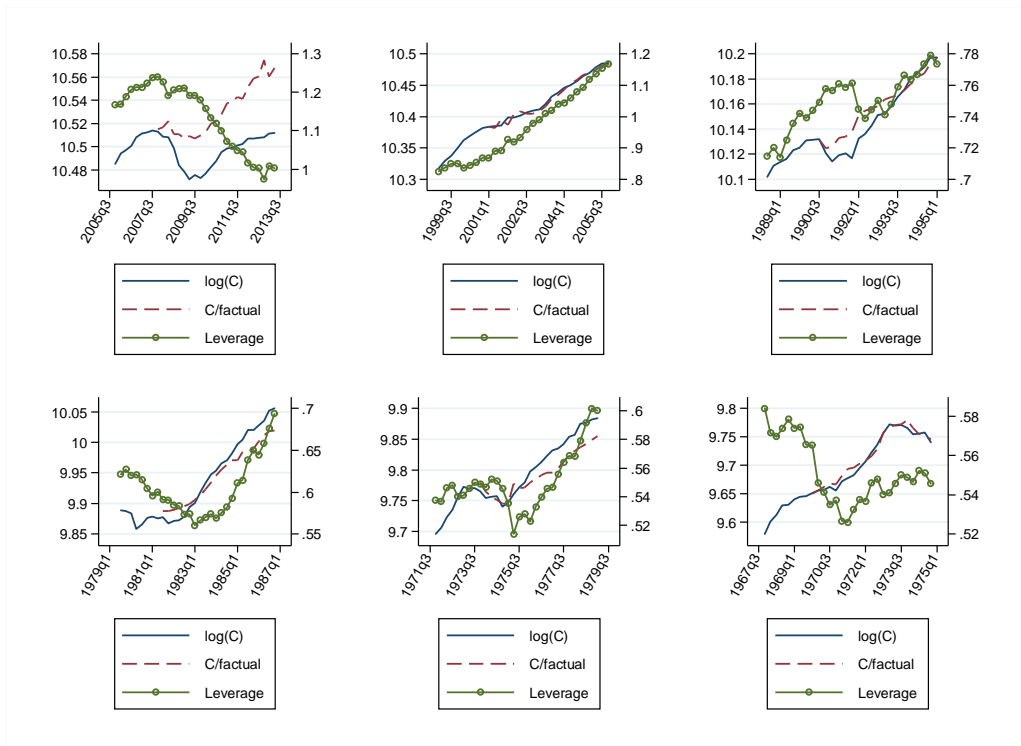 10.58
10.56
10.54
10.52
10.5
10.48
1.3
1.2
1.1
1
2005q3
2007q3
2009q3
2011q3
2013q3
log(C)
C/factual
Leverage
10.5
10.45
10.4
10.35
10.3
1.2
1.1
1
.9
.8
1999q3
2001q1
2002q3
2004q1
2005q3
log(C)
C/factual
Leverage
10.2
10.18
10.16
10.14
10.12
10.1
.78
.76
.74
.72
.7
1989q1
1990q3
1992q1
1993q3
1995q1
log(C)
C/factual
Leverage
10.05
10
9.95
9.9
9.85
.7
.65
.6
.55
1979q1
1981q1
1983q1
1985q1
1987q1
log(C)
C/factual
Leverage
9.9
9.85
9.8
9.75
9.7
.6
.58
.56
.54
.52
1971q3
1973q3
1975q3
1977q3
1979q3
log(C)
C/factual
Leverage
9.8
9.75
9.7
9.65
9.6
.58
.56
.54
.52
1967q3
1969q1
1970q3
1972q1
1973q3
1975q1
log(C)
C/factual
Leverage